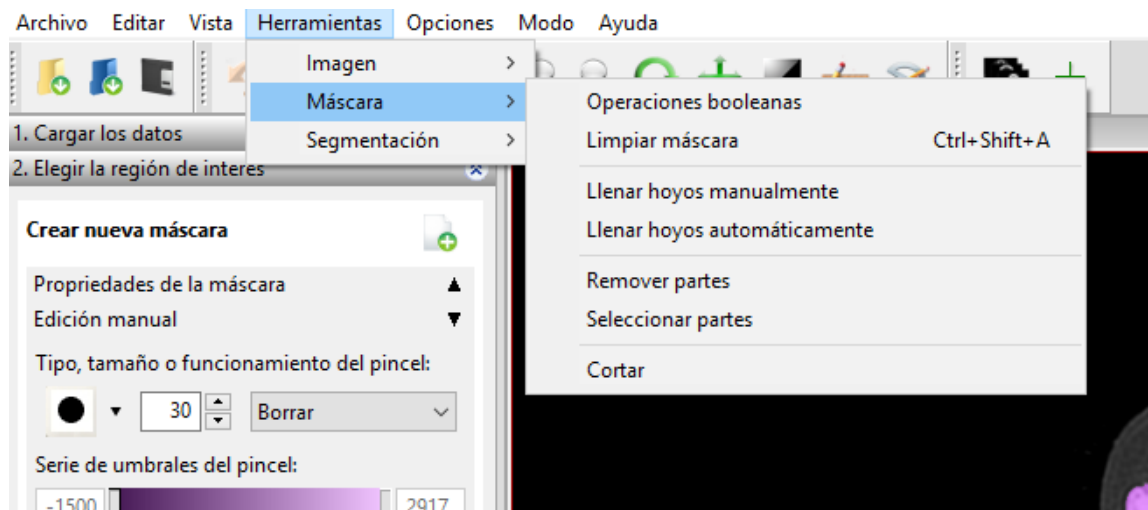 Archivo Editar Vista Herramientas Opciones Modo Ayuda
Imagen
Máscara
Segmentación
Operaciones booleanas
Limpiar máscara Ctrl+Shift+A
Llenar hoyos manualmente
Llenar hoyos automáticamente
Remover partes
Seleccionar partes
Cortar
1. Cargar los datos
2. Elegir la región de interes
Crear nueva máscara
Propriedades de la máscara
Edición manual
Tipo, tamaño o funcionamiento del pincel:
30 Borrar
Serie de umbrales del pincel:
-1500 2917